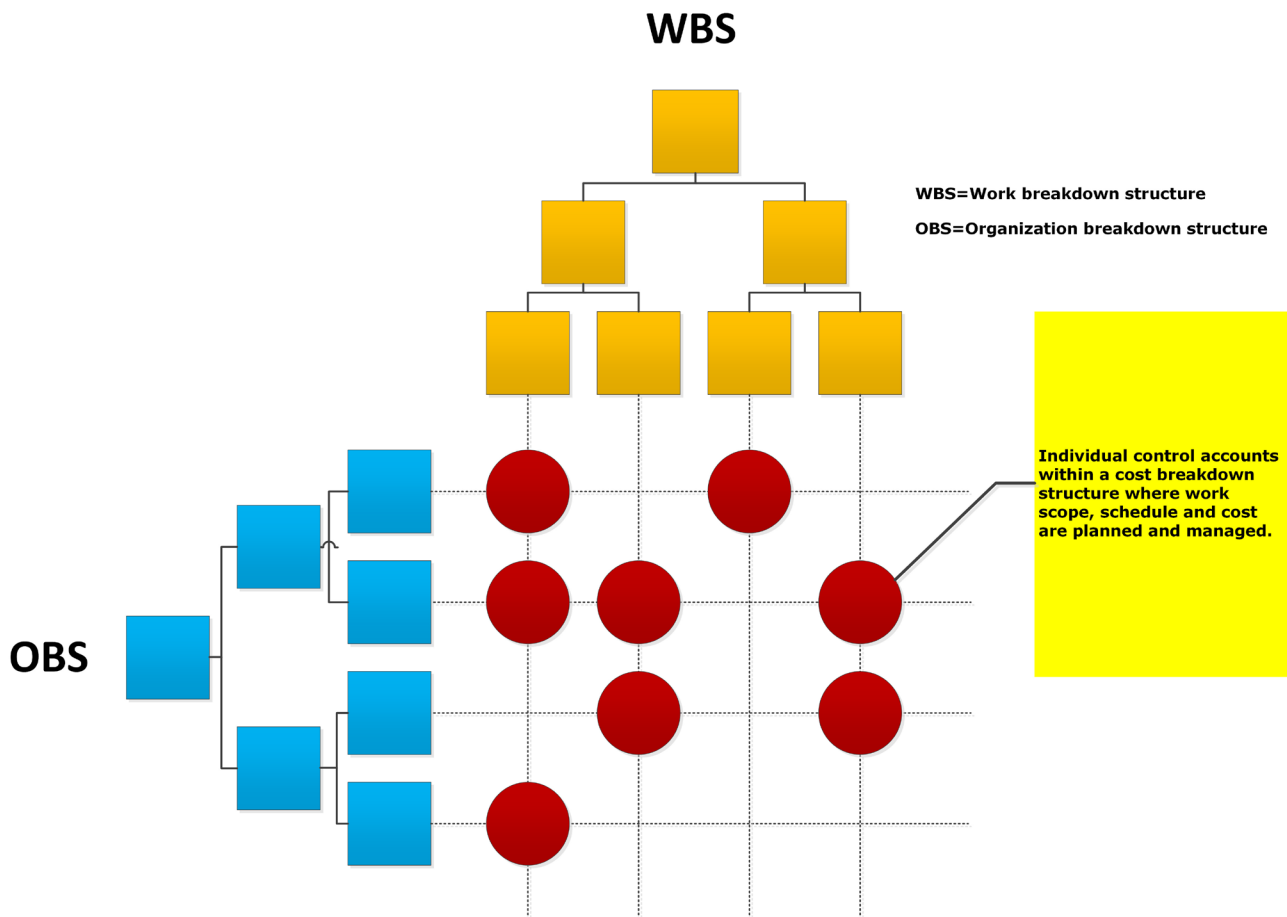 WBS
WBS=Work breakdown structure
OBS=Organization breakdown structure
Individual control accounts
within a cost breakdown
structure where work
scope, schedule and cost
are planned and managed.
OBS